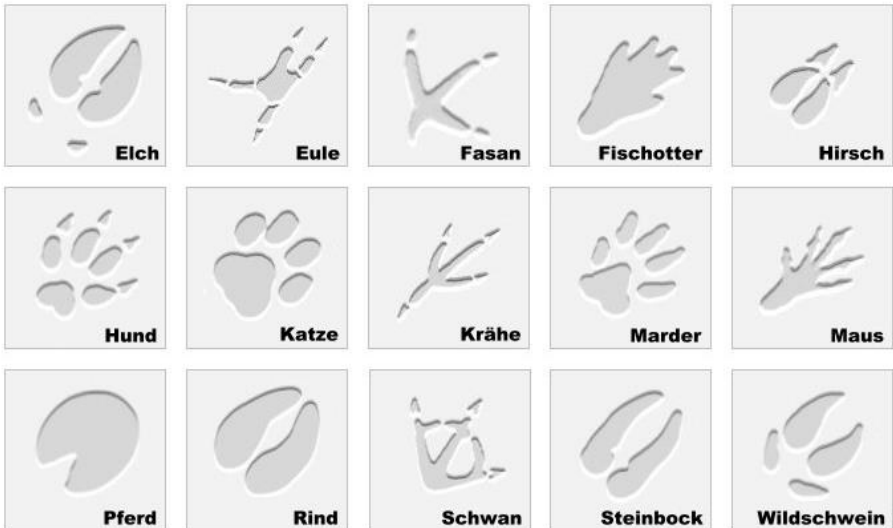 Elch
Eule
Fasan
Fischotter
Hirsch
Hund
Katze
Krähe
Marder
Maus
Pferd
Rind
Schwan
Steinbock
Wildschwein